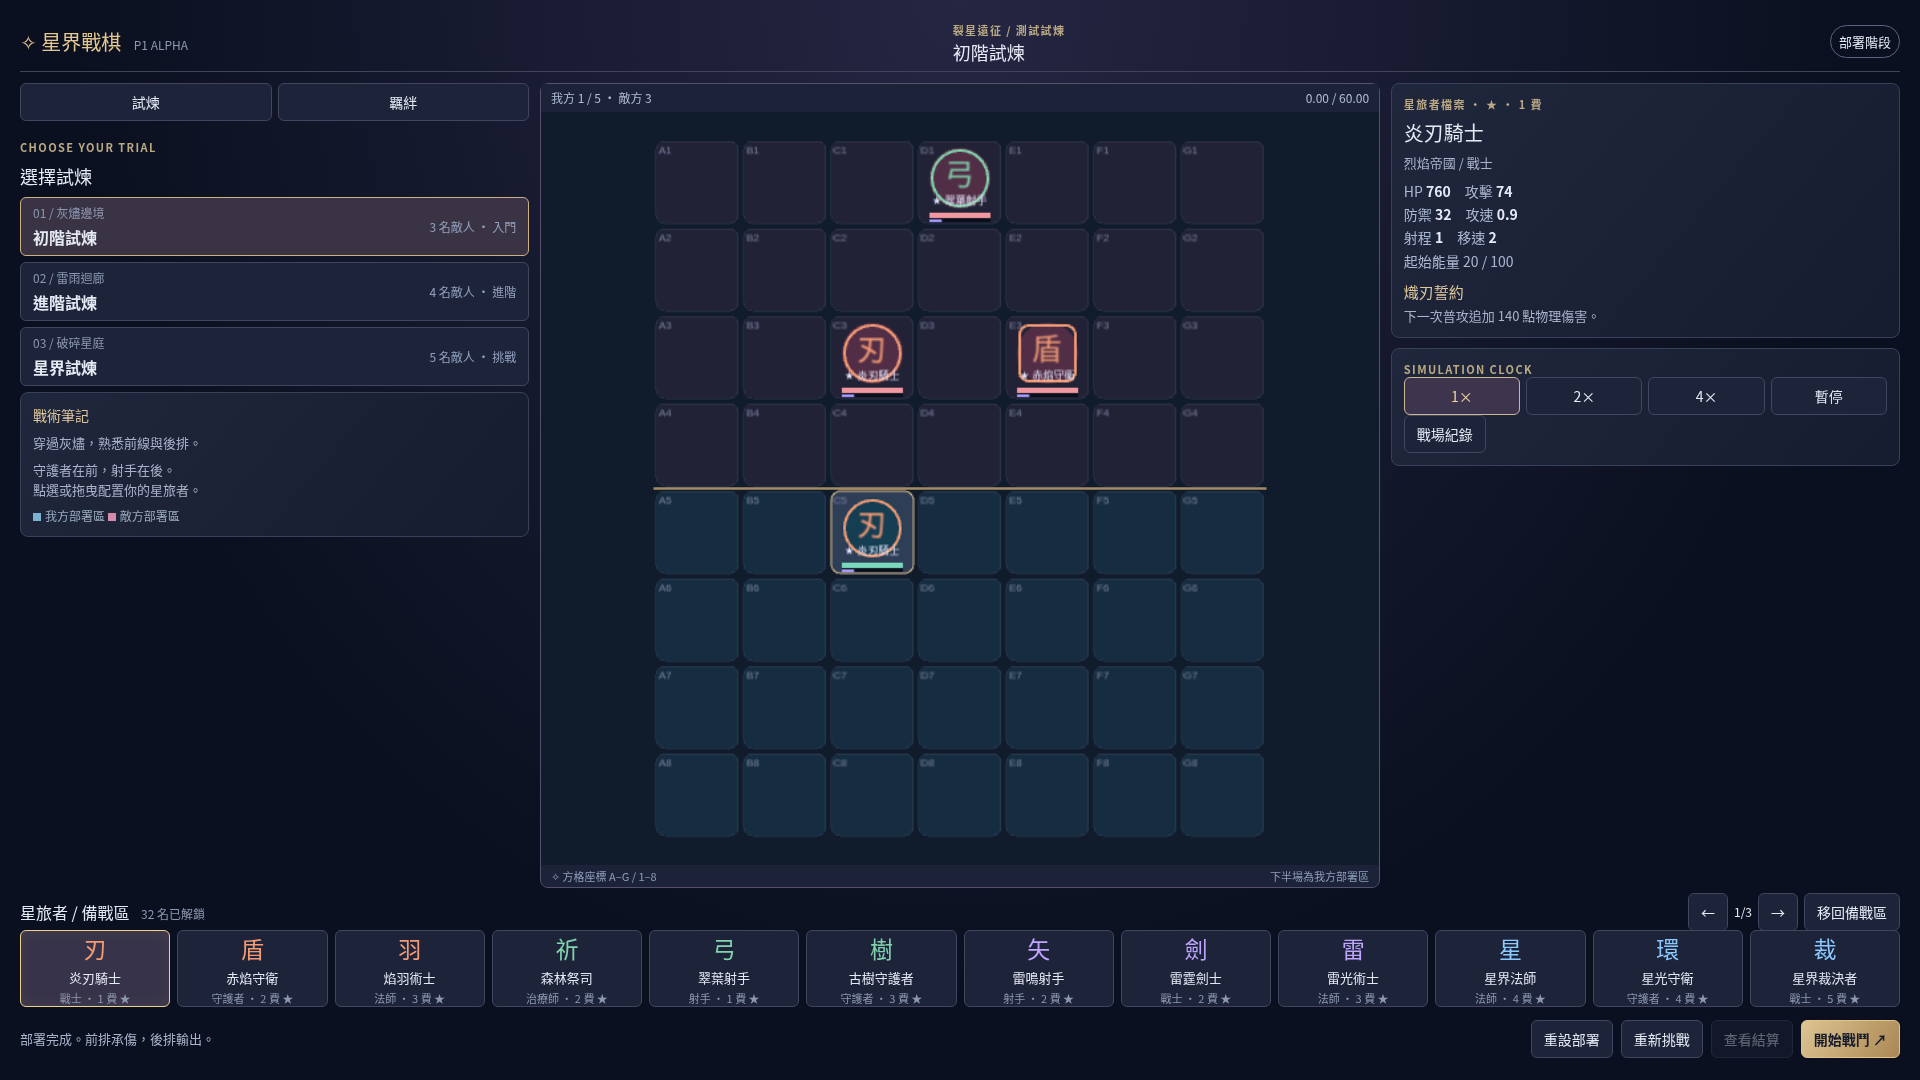 ✧ 星界戰棋 P1 ALPHA
裂星遠征 / 測試試煉
初階試煉
部署階段
試煉
羈絆
CHOOSE YOUR TRIAL
選擇試煉
01 / 灰燼邊境
初階試煉
3 名敵人 · 入門
02 / 雷雨迴廊
進階試煉
4 名敵人 · 進階
03 / 破碎星庭
星界試煉
5 名敵人 · 挑戰
戰術筆記
穿過灰燼，熟悉前線與後排。
守護者在前，射手在後。
點選或拖曳配置你的星旅者。
我方部署區 敵方部署區
我方 1 / 5 · 敵方 3
0.00 / 60.00
A1 B1 C1 D1 E1 F1 G1
弓
★ 翠葉射手
A2 B2 C2 D2 E2 F2 G2
A3 B3 C3 D3 E3 F3 G3
刃 盾
★ 炎刃騎士 ★ 赤焰守衛
A4 B4 C4 D4 E4 F4 G4
A5 B5 C5 D5 E5 F5 G5
刃
★ 炎刃騎士
A6 B6 C6 D6 E6 F6 G6
A7 B7 C7 D7 E7 F7 G7
A8 B8 C8 D8 E8 F8 G8
✧ 方格座標 A–G / 1–8
下半場為我方部署區
星旅者檔案 · ★ · 1 費
炎刃騎士
烈焰帝國 / 戰士
HP 760 攻擊 74
防禦 32 攻速 0.9
射程 1 移速 2
起始能量 20 / 100
熾刃誓約
下一次普攻追加 140 點物理傷害。
SIMULATION CLOCK
1× 2× 4× 暫停
戰場紀錄
星旅者 / 備戰區 32 名已解鎖
← 1/3 → 移回備戰區
刃 盾 羽 祈 弓 樹 矢 劍 雷 星 環 裁
炎刃騎士 赤焰守衛 焰羽術士 森林祭司 翠葉射手 古樹守護者 雷鳴射手 雷霆劍士 雷光術士 星界法師 星光守衛 星界裁決者
戰士 · 1 費 ★ 守護者 · 2 費 ★ 法師 · 3 費 ★ 治療師 · 2 費 ★ 射手 · 1 費 ★ 守護者 · 3 費 ★ 射手 · 2 費 ★ 戰士 · 2 費 ★ 法師 · 3 費 ★ 法師 · 4 費 ★ 守護者 · 4 費 ★ 戰士 · 5 費 ★
部署完成。前排承傷，後排輸出。
重設部署 重新挑戰 查看結算 開始戰鬥 ↗